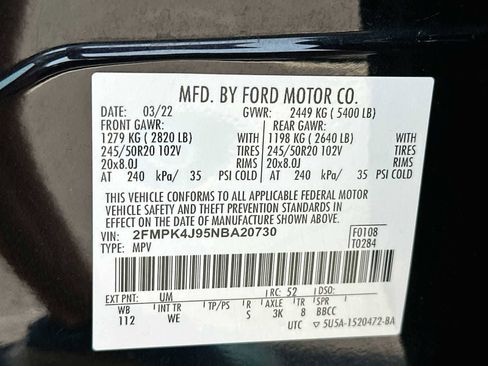 MFD. BY FORD MOTOR CO.
DATE: 03/22 GVWR: 2449 KG ( 5400 LB)
FRONT GAWR: REAR GAWR:
1279 KG ( 2820 LB) 1198 KG ( 2640 LB)
245/50R20 102V TIRES 245/50R20 102V TIRES
20x8.0J RIMS 20x8.0J RIMS
AT 240 kPa/ 35 PSI COLD AT 240 kPa/ 35 PSI COLD
THIS VEHICLE CONFORMS TO ALL APPLICABLE FEDERAL MOTOR
VEHICLE SAFETY AND THEFT PREVENTION STANDARDS IN
EFFECT ON THE DATE OF MANUFACTURE SHOWN ABOVE.
VIN: 2FMPK4J95NBA20730 F0108
TYPE: MPV T0284
EXT PNT: UM RC: 52
WB INT TR TP/PS R AXLE TR SPR
112 WE S 3K 8 BBCC
UTC 5U5A-1520472-BA